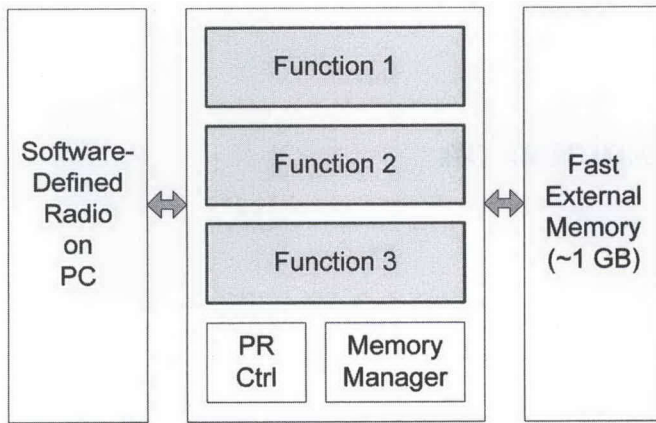 Software-
Defined
Radio
on
PC
Function 1
Function 2
Function 3
PR
Ctrl
Memory
Manager
Fast
External
Memory
(~1 GB)